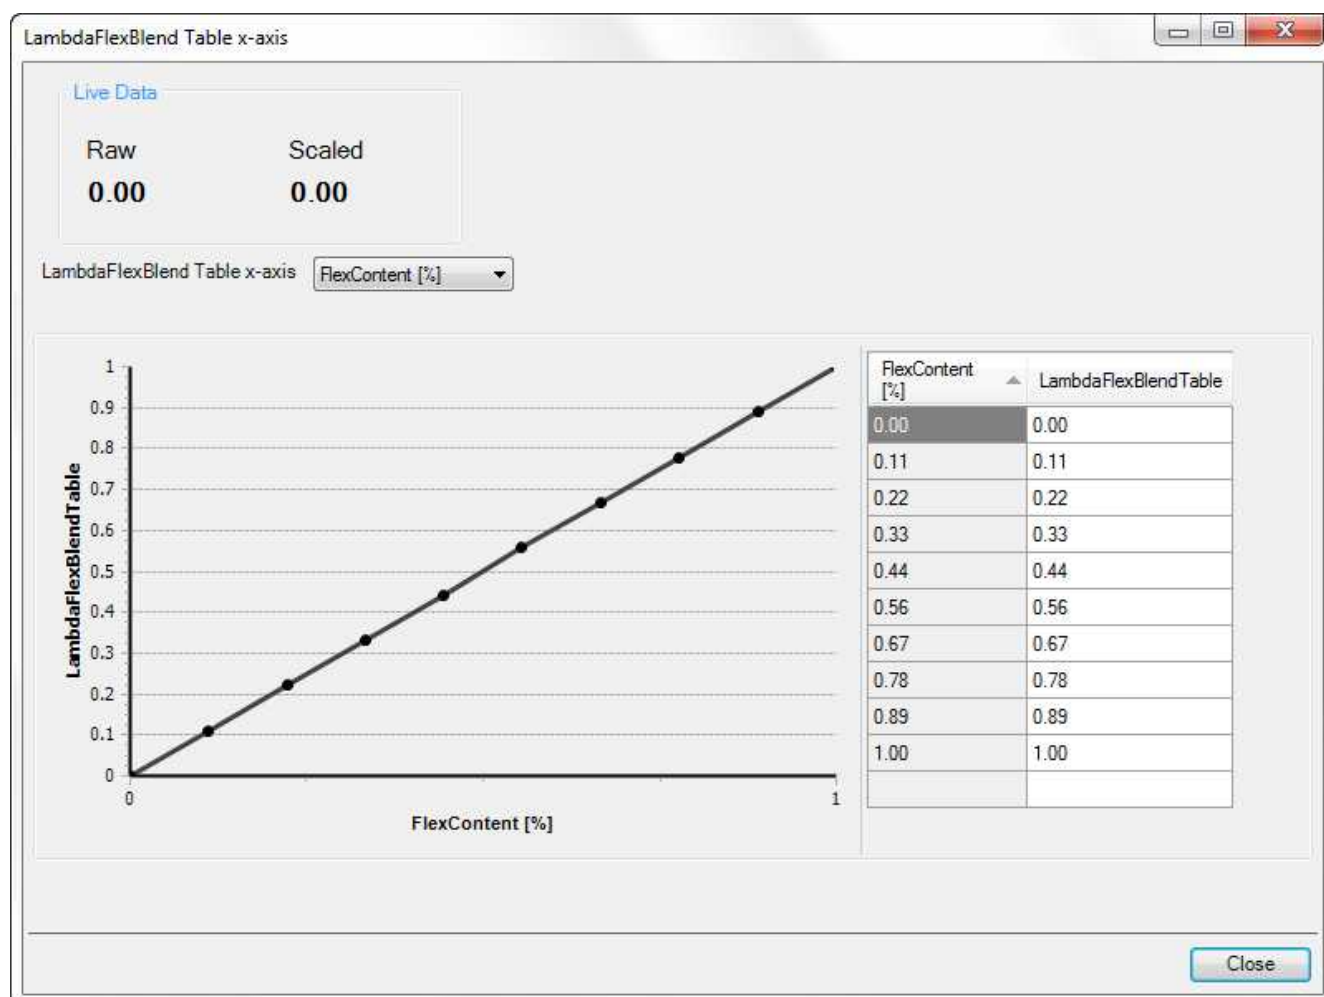 LambdaFlexBlend Table x-axis
Live Data
Raw Scaled
0.00 0.00
LambdaFlexBlend Table x-axis FlexContent [%]
1
0.9
0.8
0.7
0.6
0.5
0.4
0.3
0.2
0.1
0
LambdaFlexBlendTable
0 1
FlexContent [%]
FlexContent
[%] LambdaFlexBlendTable
0.00 0.00
0.11 0.11
0.22 0.22
0.33 0.33
0.44 0.44
0.56 0.56
0.67 0.67
0.78 0.78
0.89 0.89
1.00 1.00
Close